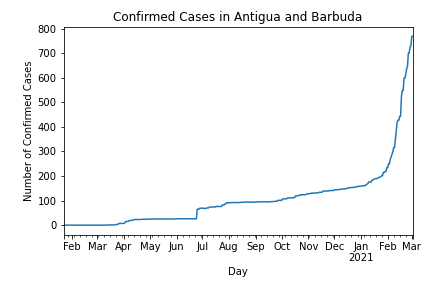 Confirmed Cases in Antigua and Barbuda
Number of Confirmed Cases
800
700
600
500
400
300
200
100
0
Feb Mar Apr May Jun Jul Aug Sep Oct Nov Dec Jan Feb Mar
2021
Day